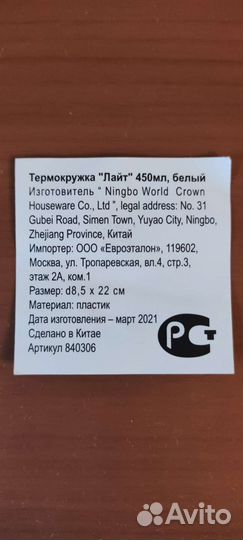 Термокружка "Лайт" 450мл, белый
Изготовитель " Ningbo World Crown
Houseware Co., Ltd ", legal address: No. 31
Gubei Road, Simen Town, Yuyao City, Ningbo,
Zhejiang Province, Китай
Импортер: ООО «Евроэталон», 119602,
Москва, ул. Тропаревская, вл.4, стр.3,
этаж 2А, ком.1
Размер: d8,5 x 22 см
Материал: пластик
Дата изготовления – март 2021
Сделано в Китае
Артикул 840306
РСТ
Avito